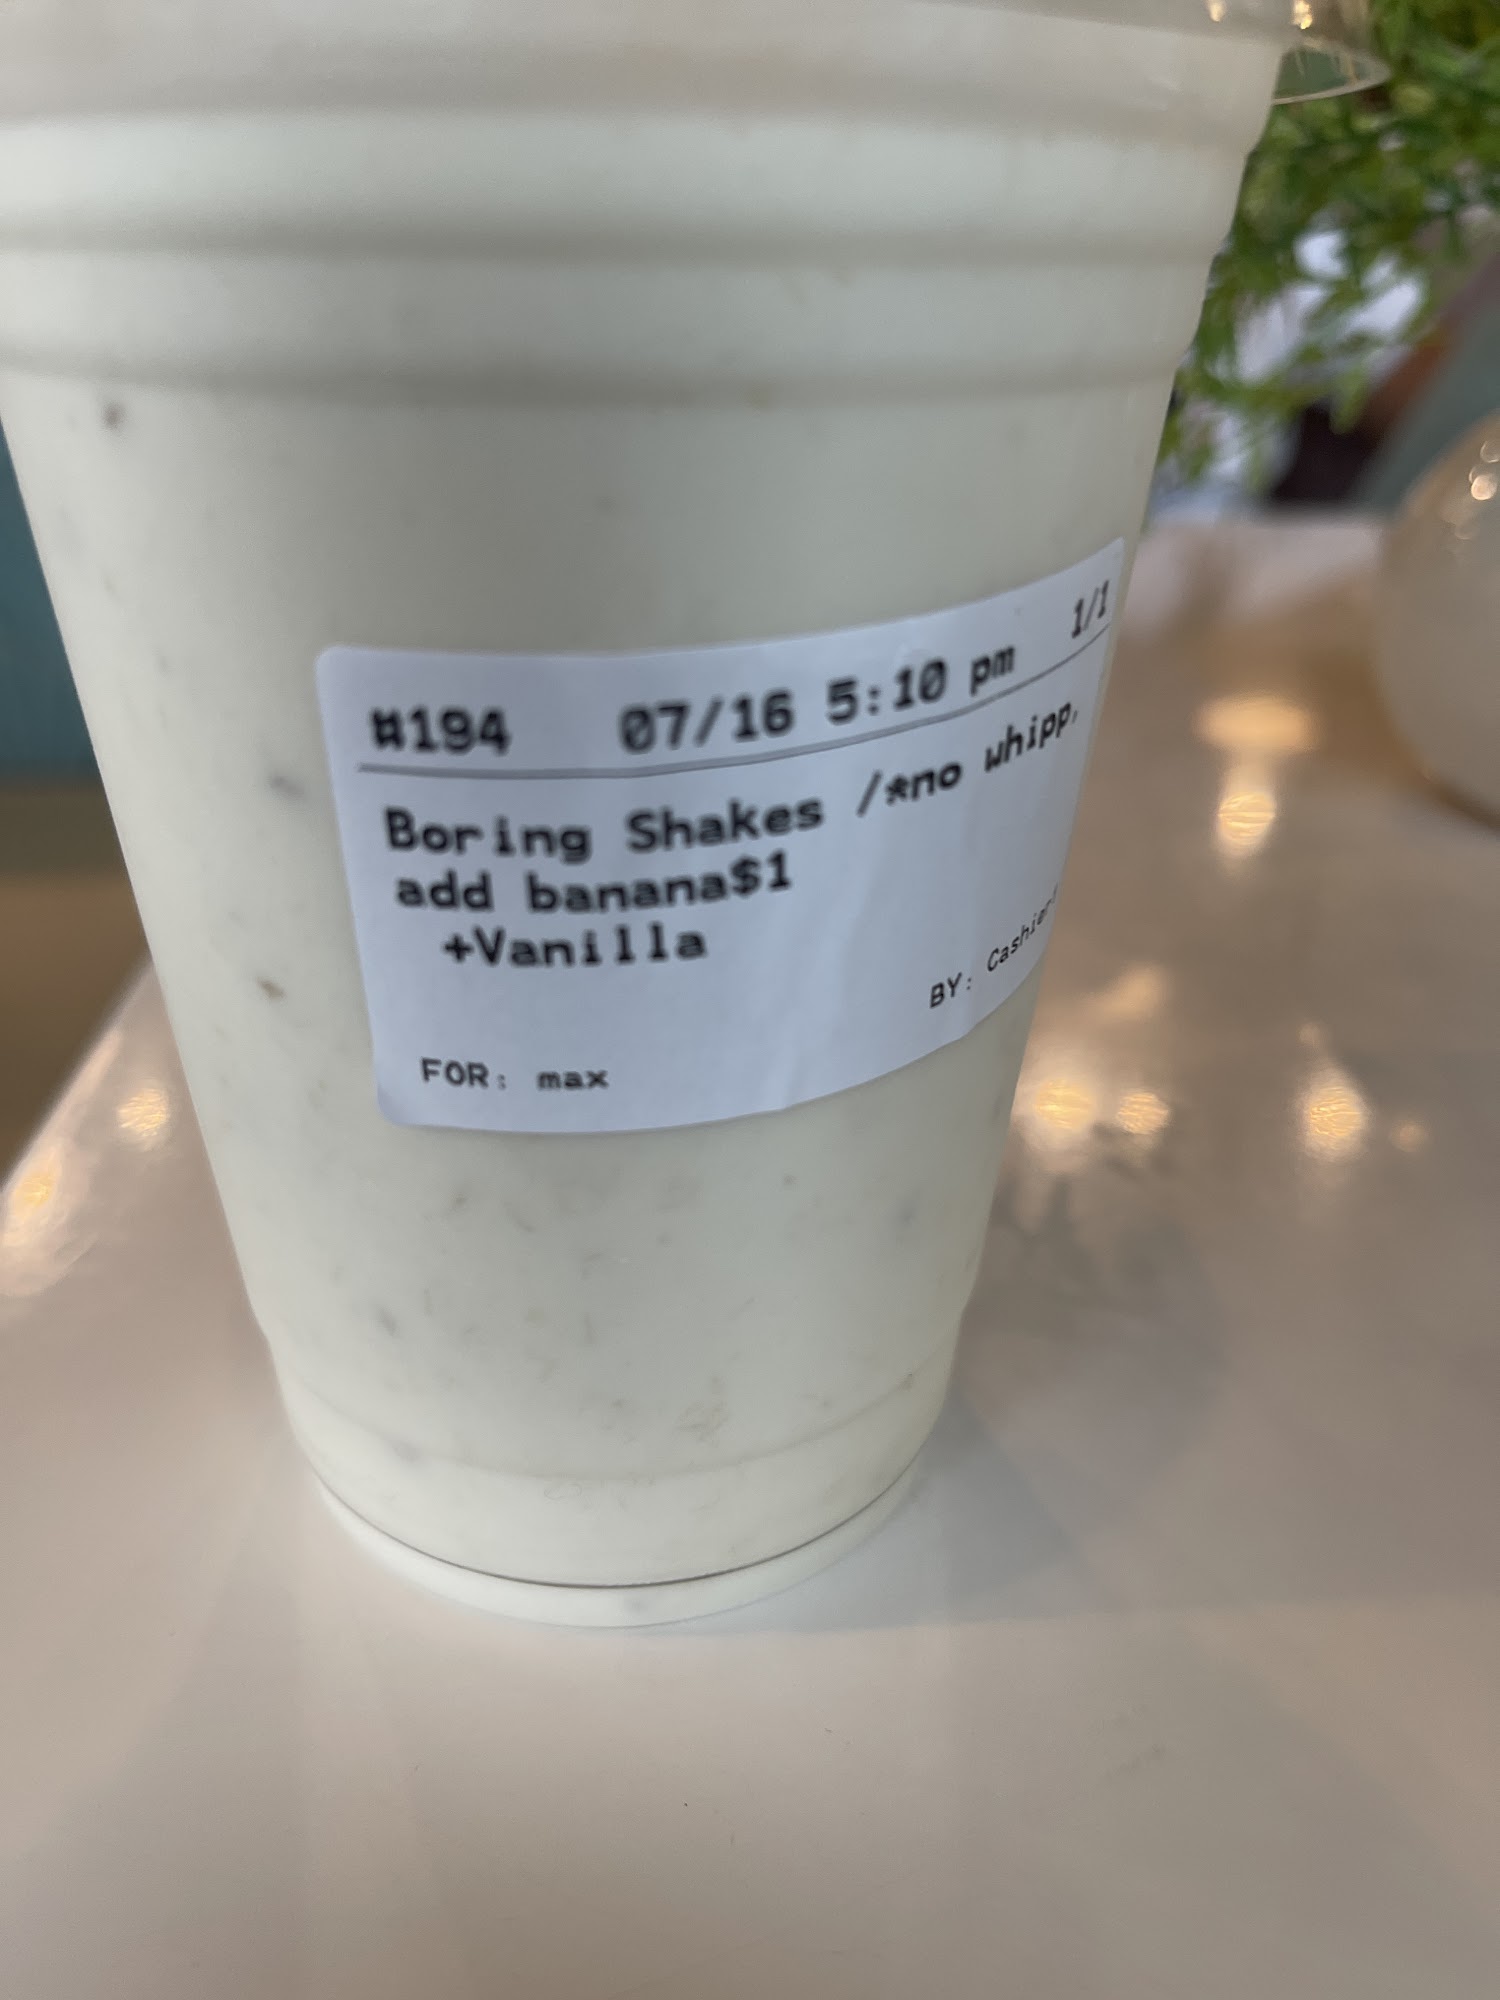 #194 07/16 5:10 pm 1/1
Boring Shakes /*no whipp,
add banana$1
+Vanilla
BY: Cashier
FOR: max